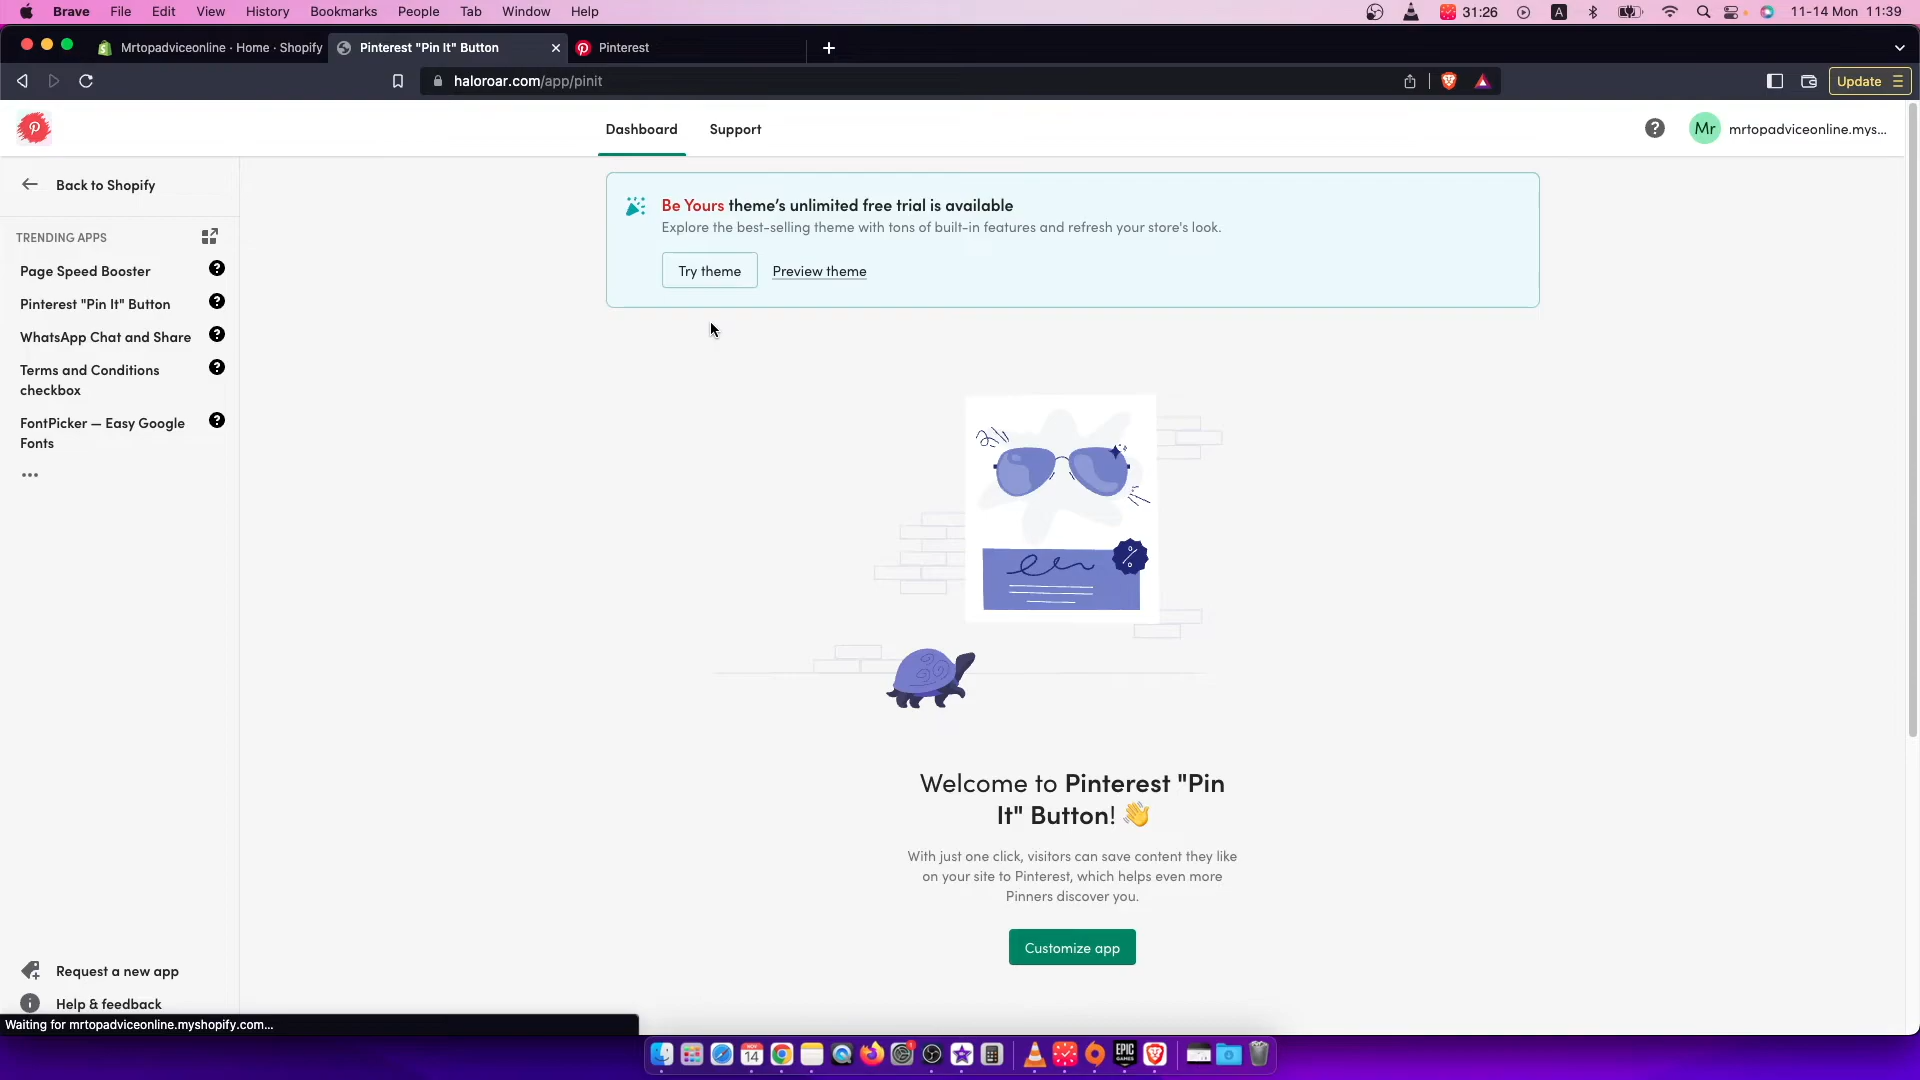 Brave File Edit View History Bookmarks People Tab Window Help
31:26
A
11-14 Mon 11:39
Mrtopadviceonline · Home · Shopify
Pinterest "Pin It" Button
Pinterest
haloroar.com/app/pinit
Update
Dashboard
Support
Mr
mrtopadviceonline.mys...
Back to Shopify
TRENDING APPS
Page Speed Booster
Pinterest "Pin It" Button
WhatsApp Chat and Share
Terms and Conditions
checkbox
FontPicker — Easy Google
Fonts
Be Yours theme's unlimited free trial is available
Explore the best-selling theme with tons of built-in features and refresh your store's look.
Try theme
Preview theme
%
Welcome to Pinterest "Pin
It" Button! 👋
With just one click, visitors can save content they like
on your site to Pinterest, which helps even more
Pinners discover you.
Customize app
Request a new app
Help & feedback
Waiting for mrtopadviceonline.myshopify.com...
NOV
14
1
EPIC
GAMES